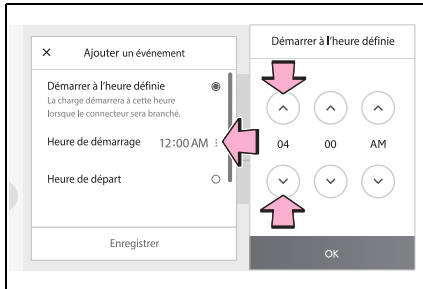 × Ajouter un événement
Démarrer à l'heure définie
La charge démarrera à cette heure
lorsque le connecteur sera
branché.
Heure de démarrage 12:00 AM
Heure de départ
Enregistrer
Démarrer à l'heure définie
04 00 AM
OK